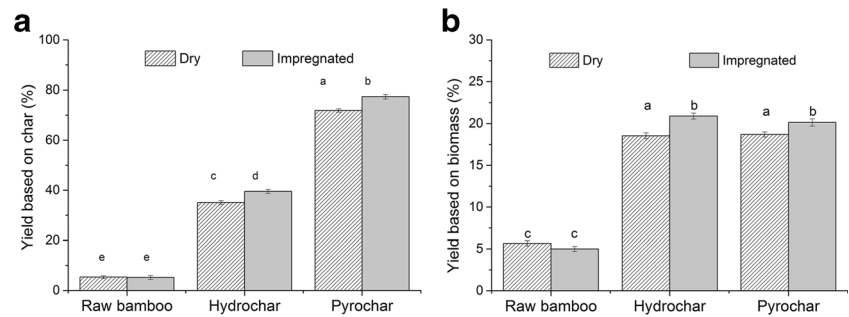 a
Yield based on char (%)
100
80
60
40
20
0
Dry
Impregnated
e
e
c
d
a
b
Raw bamboo
Hydrochar
Pyrochar
b
Yield based on biomass (%)
30
25
20
15
10
5
0
Dry
Impregnated
c
c
a
b
a
b
Raw bamboo
Hydrochar
Pyrochar